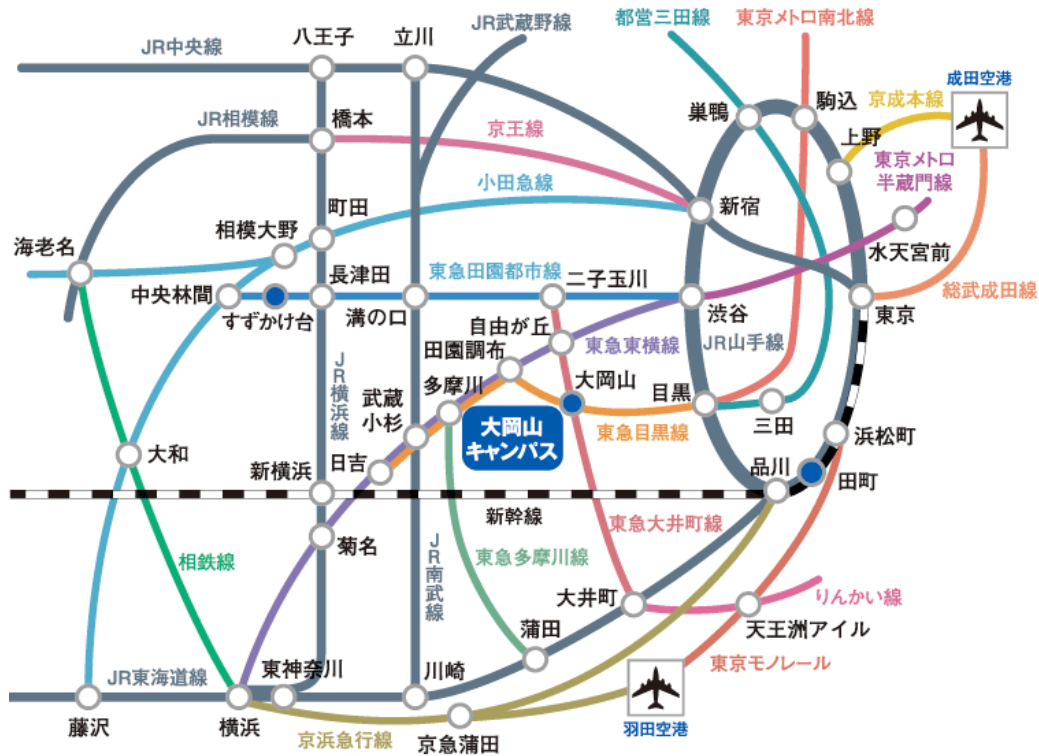 JR中央線
八王子
立川
JR武蔵野線
都営三田線
東京メトロ南北線
成田空港
JR相模線
橋本
京王線
巣鴨
駒込
京成本線
上野
東京メトロ
半蔵門線
小田急線
町田
相模大野
新宿
水天宮前
海老名
中央林間
すずかけ台
長津田
東急田園都市線
溝の口
二子玉川
渋谷
東京
総武成田線
自由が丘
東急東横線
JR山手線
田園調布
多摩川
大岡山
目黒
JR横浜線
武蔵
小杉
大岡山
キャンパス
東急目黒線
三田
浜松町
大和
新横浜
日吉
品川
田町
新幹線
菊名
東急大井町線
相鉄線
JR南武線
東急多摩川線
大井町
りんかい線
天王洲アイル
蒲田
東京モノレール
JR東海道線
東神奈川
川崎
藤沢
横浜
京浜急行線
京急蒲田
羽田空港